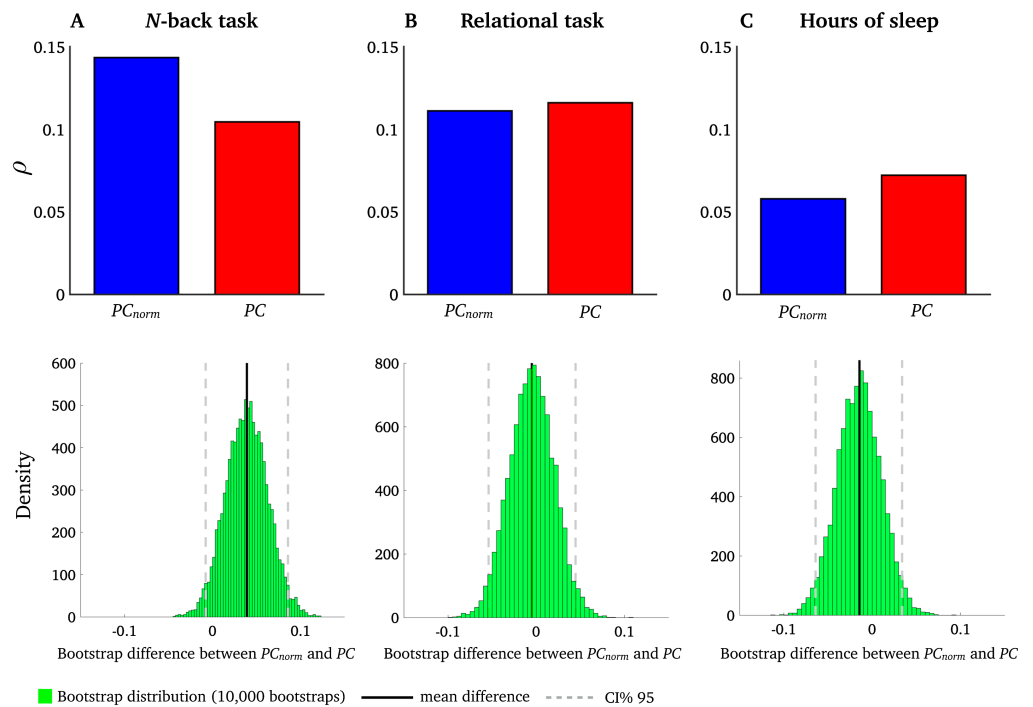 A N-back task
0.15
0.1
0.05
0
ρ
PCnorm PC
B Relational task
0.15
0.1
0.05
0
PCnorm PC
C Hours of sleep
0.15
0.1
0.05
0
PCnorm PC
600
500
400
300
200
100
0
Density
-0.1 0 0.1
Bootstrap difference between PCnorm and PC
800
600
400
200
0
-0.1 0 0.1
Bootstrap difference between PCnorm and PC
800
600
400
200
0
-0.1 0 0.1
Bootstrap difference between PCnorm and PC
Bootstrap distribution (10,000 bootstraps) mean difference CI% 95